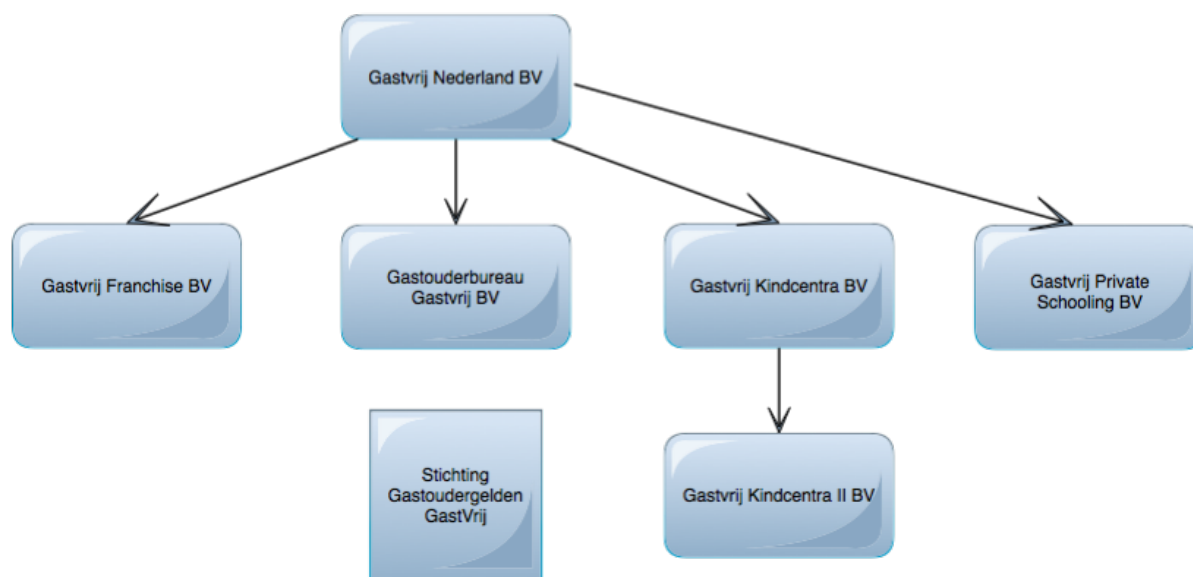 Gastvrij Nederland BV
Gastvrij Franchise BV
Gastouderbureau
Gastvrij BV
Gastvrij Kindcentra BV
Gastvrij Private
Schooling BV
Stichting
Gastoudergelden
GastVrij
Gastvrij Kindcentra II BV